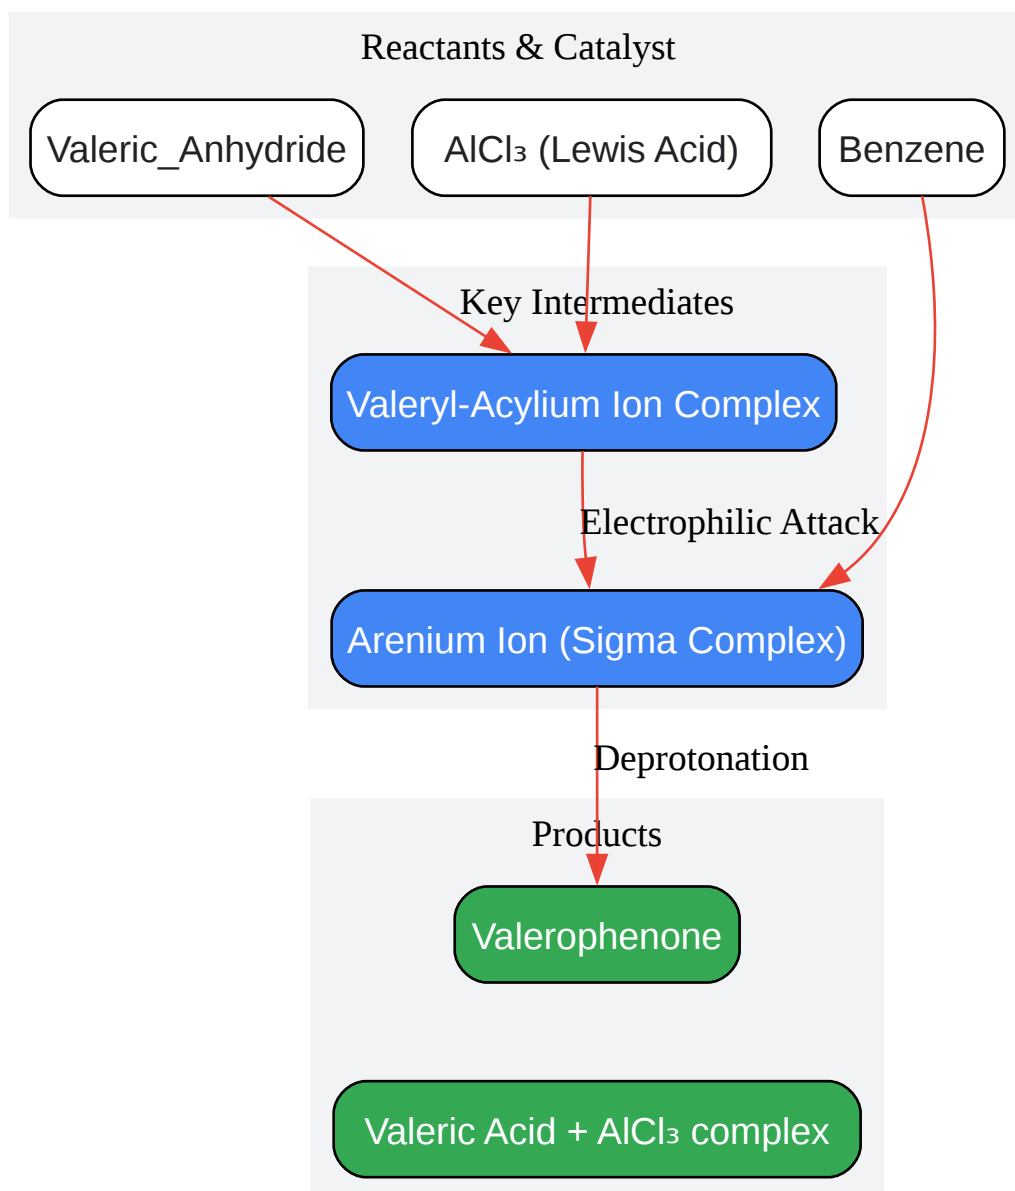 Reactants & Catalyst
Valeric_Anhydride
AlCl₃ (Lewis Acid)
Benzene
Key Intermediates
Valeryl-Acylium Ion Complex
Electrophilic Attack
Arenium Ion (Sigma Complex)
Deprotonation
Products
Valerophenone
Valeric Acid + AlCl₃ complex